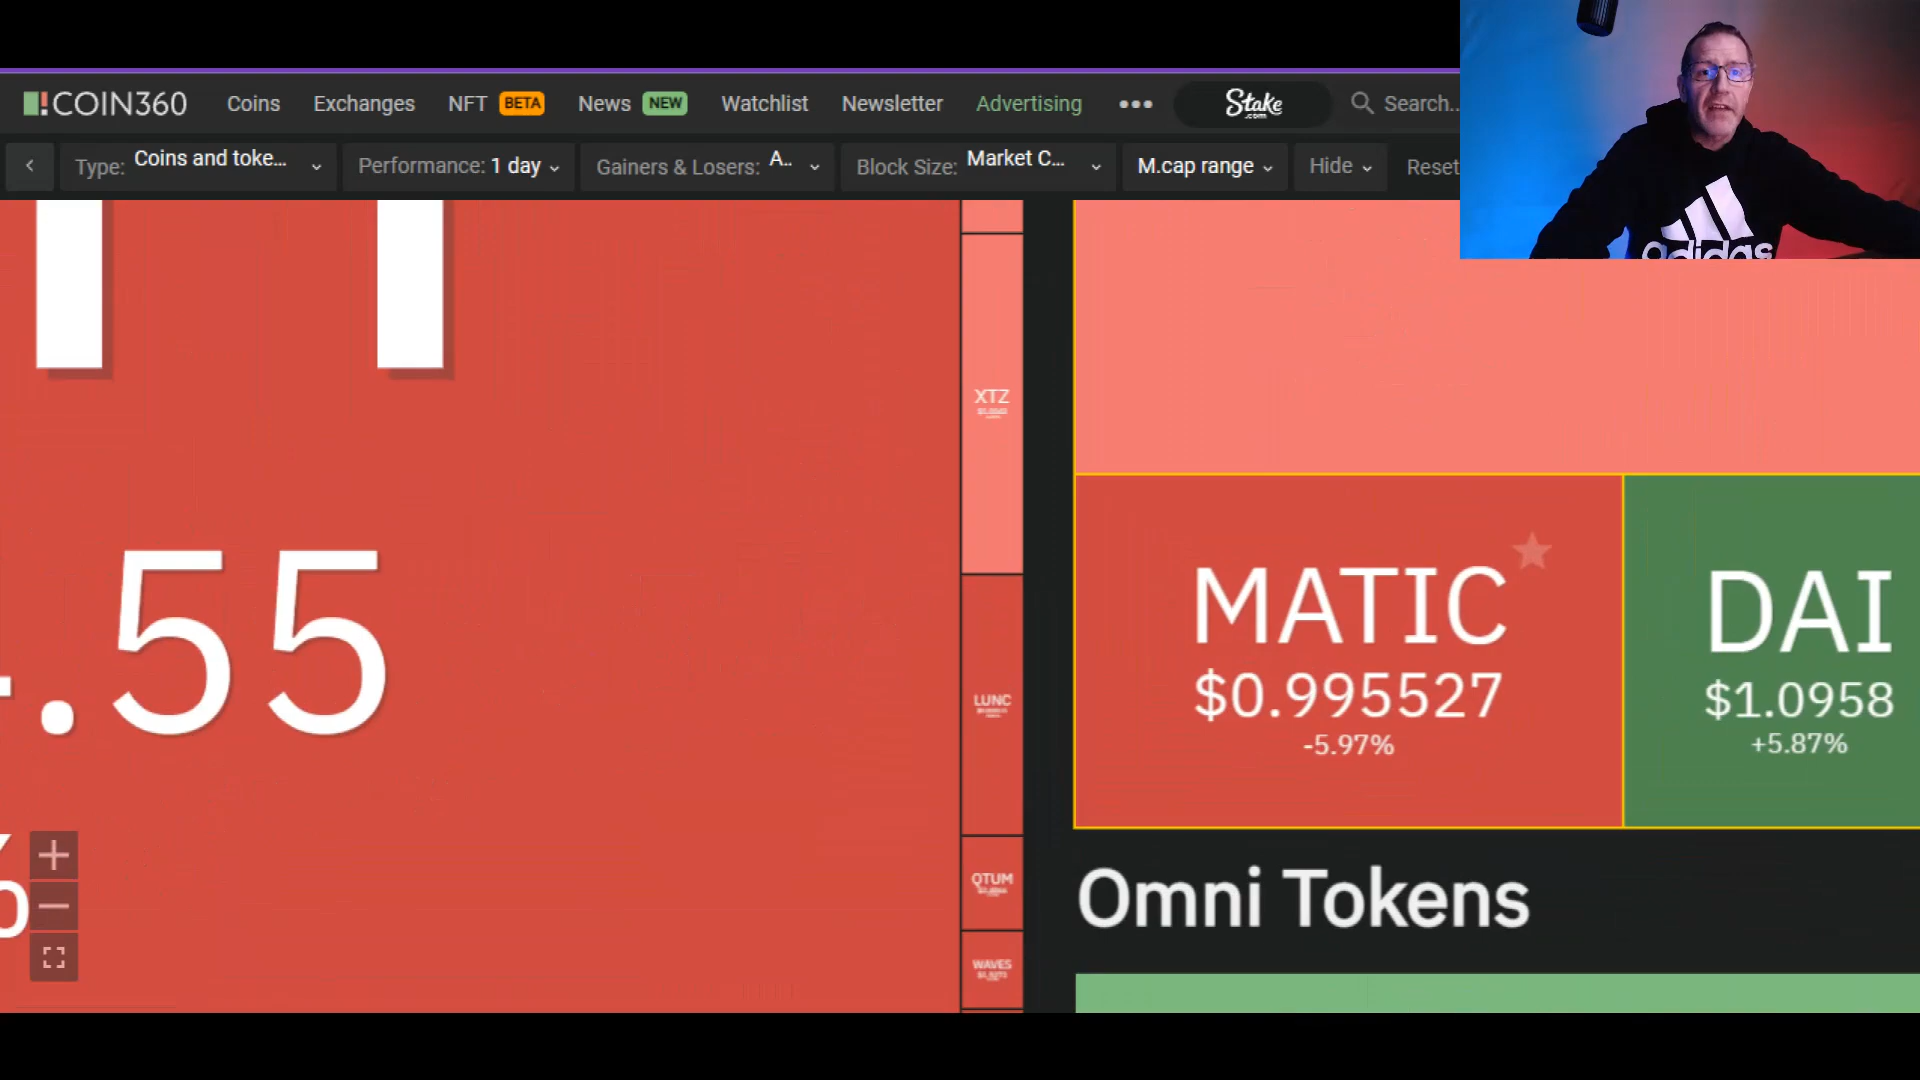 COIN360
Coins
Exchanges
NFT BETA
News NEW
Watchlist
Newsletter
Advertising
•••
Stake
.com
Search..
Type: Coins and toke...
Performance: 1 day
Gainers & Losers: A..
Block Size: Market C...
M.cap range
Hide
Reset
adidas
.55
%
XTZ
LUNC
QTUM
WAVES
MATIC
$0.995527
-5.97%
DAI
$1.0958
+5.87%
Omni Tokens